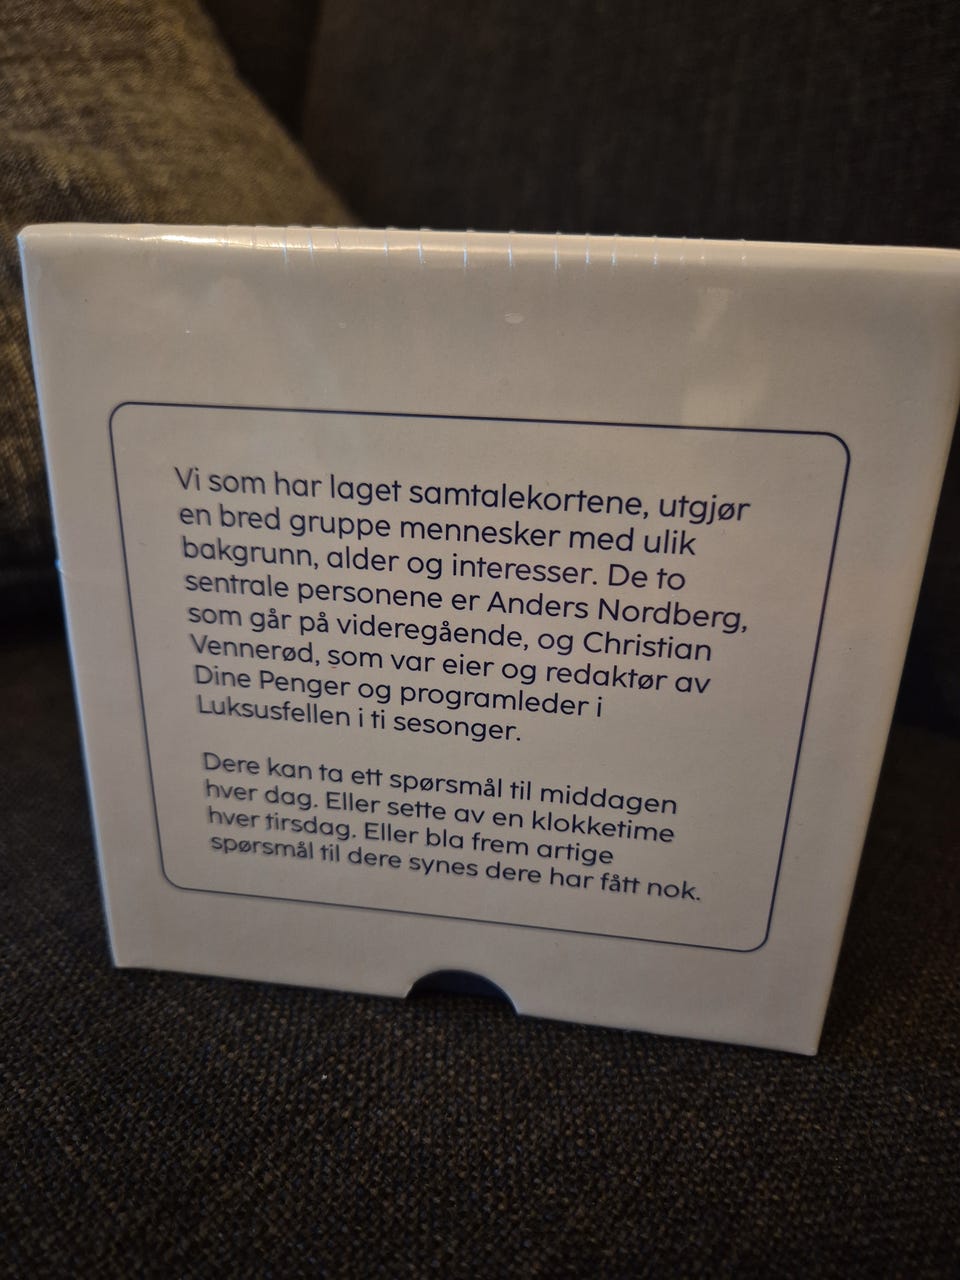 Vi som har laget samtalekortene, utgjør
en bred gruppe mennesker med ulik
bakgrunn, alder og interesser. De to
sentrale personene er Anders Nordberg,
som går på videregående, og Christian
Vennerød, som var eier og redaktør av
Dine Penger og programleder i
Luksusfellen i ti sesonger.
Dere kan ta ett spørsmål til middagen
hver dag. Eller sette av en klokketime
hver tirsdag. Eller bla frem artige
spørsmål til dere synes dere har fått nok.